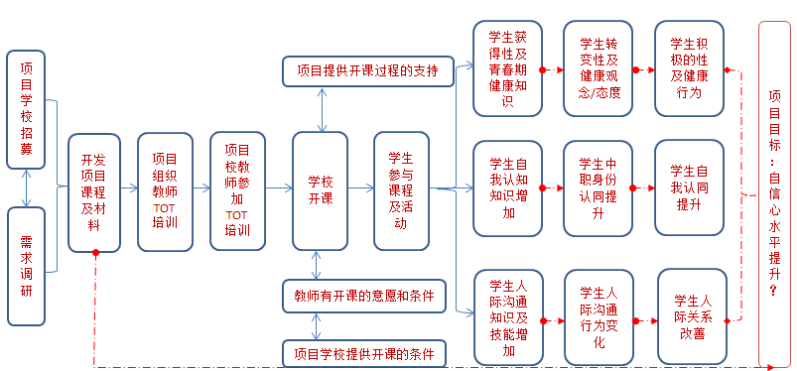 项
目
学
校
招
募
需
求
调
研
开发
项目
课程
及材
料
项目
组织
教师
TOT
培训
项目
校教
师参
加
TOT
培训
项目提供开课过程的支持
学校
开课
教师有开课的意愿和条件
项目学校提供开课的条件
学生
参与
课程
及活
动
学生获
得性及
青春期
健康知
识
学生转
变性及
健康观
念/态度
学生积
极的性
及健康
行为
学生自
我认知
知识增
加
学生中
职身份
认同提
升
学生自
我认同
提升
学生人
际沟通
知识及
技能增
加
学生人
际沟通
行为变
化
学生人
际关系
改善
项
目
目
标
：
自
信
心
水
平
提
升
？